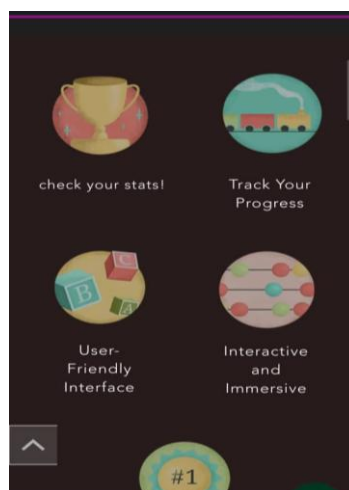 check your stats!
Track Your
Progress
C
B
A
User-
Friendly
Interface
Interactive
and
Immersive
#1